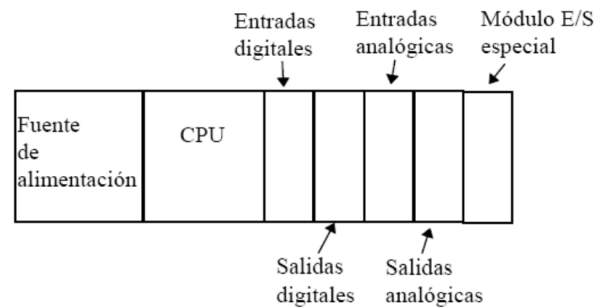 Entradas
digitales
Entradas
analógicas
Módulo E/S
especial
Fuente
de
alimentación
CPU
Salidas
digitales
Salidas
analógicas